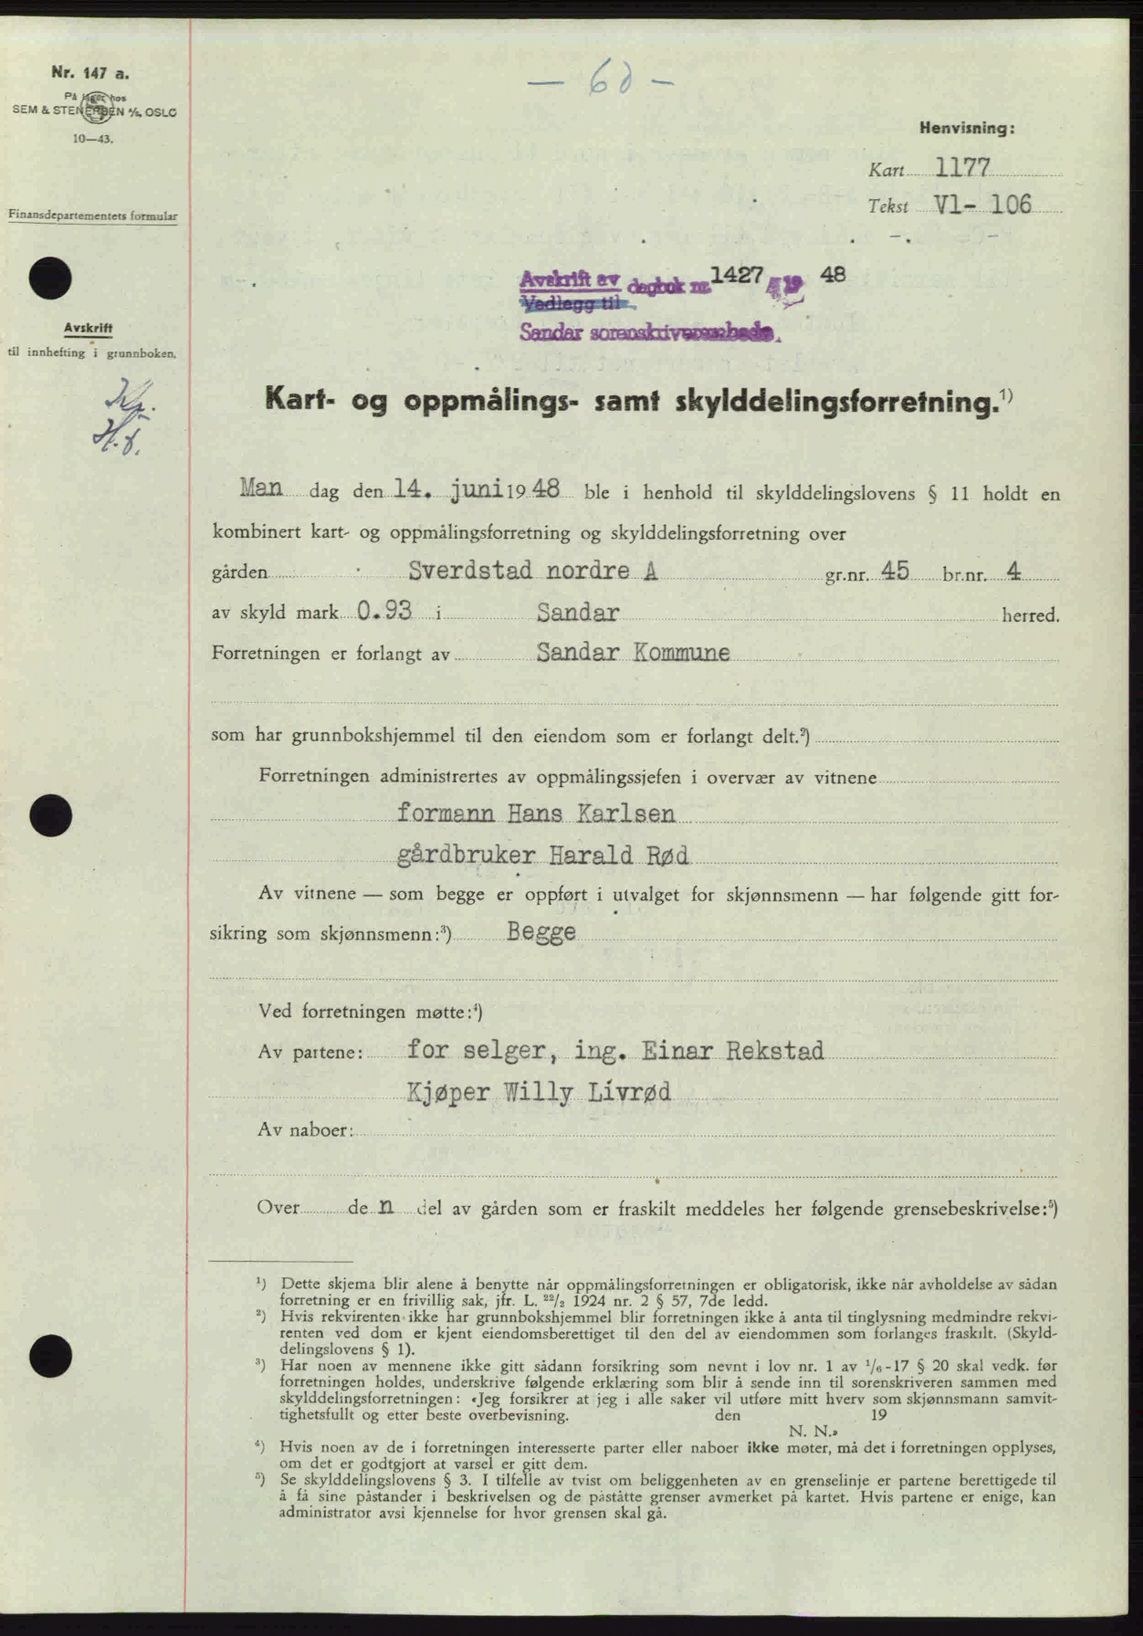 Nr. 147 a.
På lager hos
SEM & STENERSEN A/S, OSLO
10—43.
Finansdepartementets formular
Avskrift
til innhefting i grunnboken.
— 60 —
Henvisning:
Kart 1177
Tekst V1- 106
Avskrift av dagbok nr. 1427 19 48
Vedlegg til
Sandar sorenskriverembede.
Kart- og oppmålings- samt skylddelingsforretning.¹)
Man dag den 14. juni 19 48 ble i henhold til skylddelingslovens § 11 holdt en
kombinert kart- og oppmålingsforretning og skylddelingsforretning over
gården Sverdstad nordre A gr.nr. 45 br.nr. 4
av skyld mark 0.93 i Sandar herred.
Forretningen er forlangt av Sandar Kommune
som har grunnbokshjemmel til den eiendom som er forlangt delt.²)
Forretningen administrertes av oppmålingssjefen i overvær av vitnene
formann Hans Karlsen
gårdbruker Harald Rød
Av vitnene — som begge er oppført i utvalget for skjønnsmenn — har følgende gitt for-
sikring som skjønnsmenn:³) Begge
Ved forretningen møtte:⁴)
Av partene: for selger, ing. Einar Rekstad
Kjøper Willy Livrød
Av naboer:
Over de n del av gården som er fraskilt meddeles her følgende grensebeskrivelse:⁵)
¹) Dette skjema blir alene å benytte når oppmålingsforretningen er obligatorisk, ikke når avholdelse av sådan
forretning er en frivillig sak, jfr. L. ²²/₂ 1924 nr. 2 § 57, 7de ledd.
²) Hvis rekvirenten ikke har grunnbokshjemmel blir forretningen ikke å anta til tinglysning medmindre rekvi-
renten ved dom er kjent eiendomsberettiget til den del av eiendommen som forlanges fraskilt. (Skyld-
delingslovens § 1).
³) Har noen av mennene ikke gitt sådann forsikring som nevnt i lov nr. 1 av ¹/₆-17 § 20 skal vedk. før
forretningen holdes, underskrive følgende erklæring som blir å sende inn til sorenskriveren sammen med
skylddelingsforretningen: «Jeg forsikrer at jeg i alle saker vil utføre mitt hverv som skjønnsmann samvit-
tighetsfullt og etter beste overbevisning. den 19
N. N.»
⁴) Hvis noen av de i forretningen interesserte parter eller naboer ikke møter, må det i forretningen opplyses,
om det er godtgjort at varsel er gitt dem.
⁵) Se skylddelingslovens § 3. I tilfelle av tvist om beliggenheten av en grenselinje er partene berettigede til
å få sine påstander i beskrivelsen og de påståtte grenser avmerket på kartet. Hvis partene er enige, kan
administrator avsi kjennelse for hvor grensen skal gå.